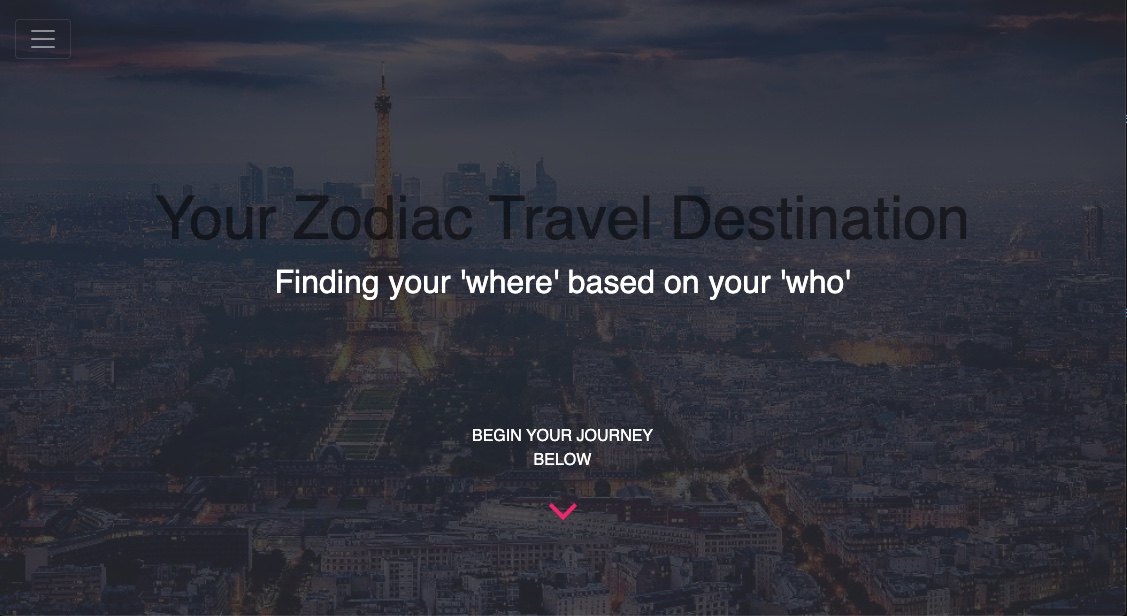 Your Zodiac Travel Destination
Finding your 'where' based on your 'who'
BEGIN YOUR JOURNEY
BELOW